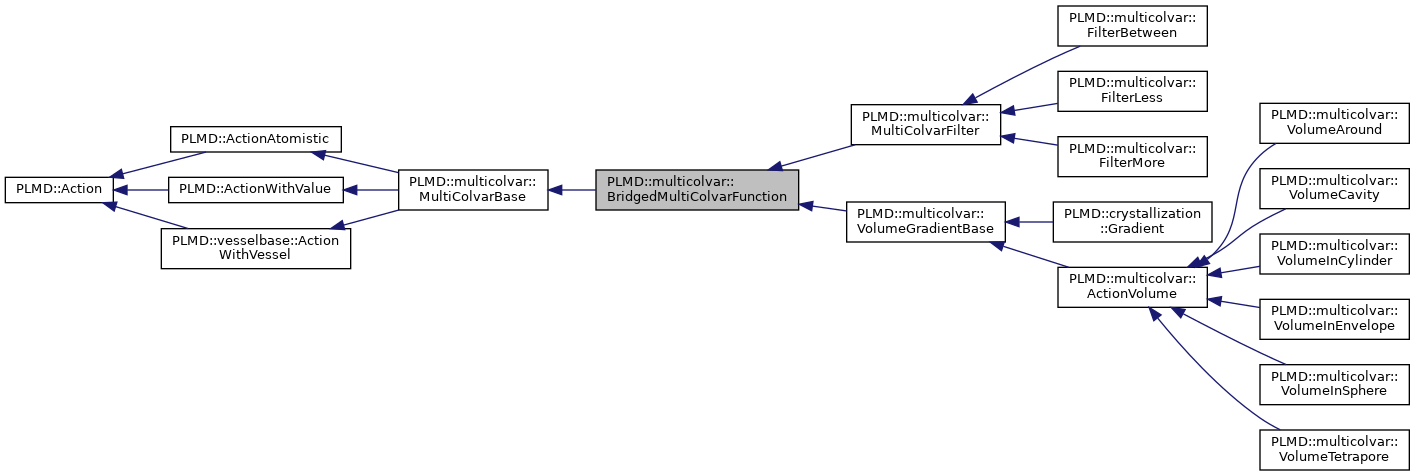 PLMD::Action
PLMD::ActionAtomistic
PLMD::ActionWithValue
PLMD::vesselbase::Action
WithVessel
PLMD::multicolvar::
MultiColvarBase
PLMD::multicolvar::
BridgedMultiColvarFunction
PLMD::multicolvar::
MultiColvarFilter
PLMD::multicolvar::
VolumeGradientBase
PLMD::multicolvar::
FilterBetween
PLMD::multicolvar::
FilterLess
PLMD::multicolvar::
FilterMore
PLMD::crystallization
::Gradient
PLMD::multicolvar::
ActionVolume
PLMD::multicolvar::
VolumeAround
PLMD::multicolvar::
VolumeCavity
PLMD::multicolvar::
VolumeInCylinder
PLMD::multicolvar::
VolumeInEnvelope
PLMD::multicolvar::
VolumeInSphere
PLMD::multicolvar::
VolumeTetrapore